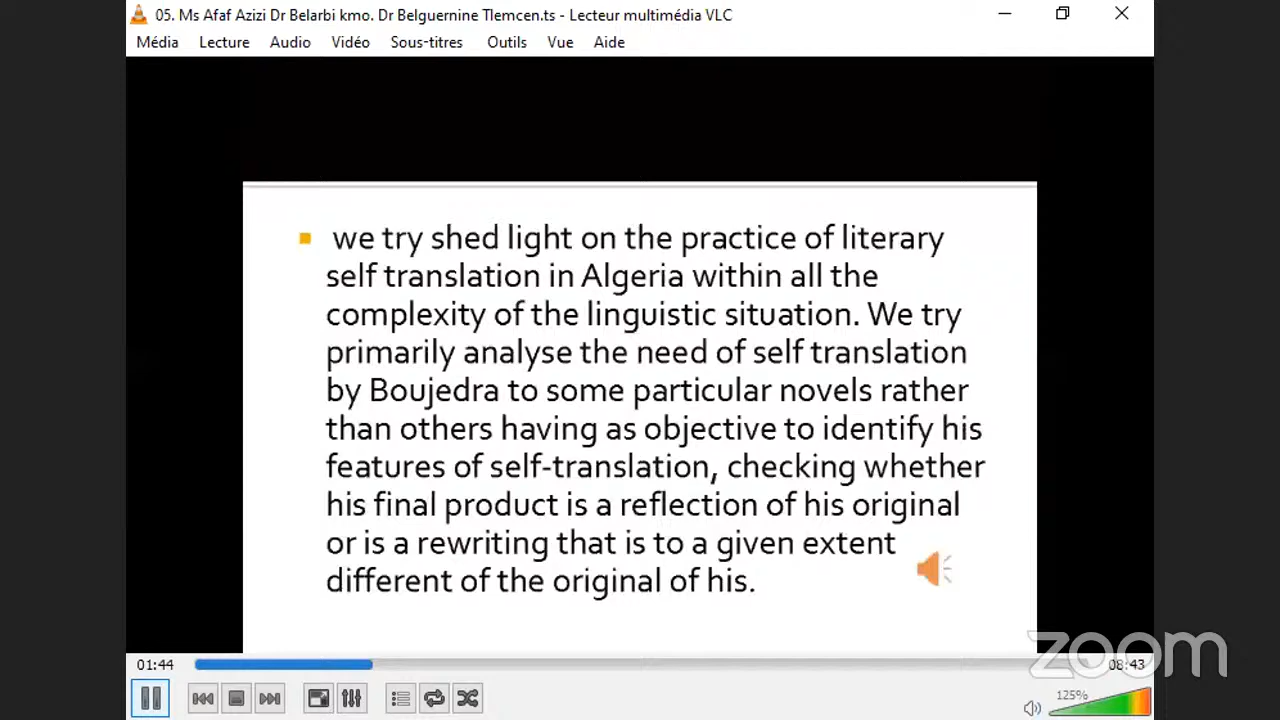 05. Ms Afaf Azizi Dr Belarbi kmo. Dr Belguernine Tlemcen.ts - Lecteur multimédia VLC
Média Lecture Audio Vidéo Sous-titres Outils Vue Aide
we try shed light on the practice of literary
self translation in Algeria within all the
complexity of the linguistic situation. We try
primarily analyse the need of self translation
by Boujedra to some particular novels rather
than others having as objective to identify his
features of self-translation, checking whether
his final product is a reflection of his original
or is a rewriting that is to a given extent
different of the original of his.
zoom
01:44
08:43
125%